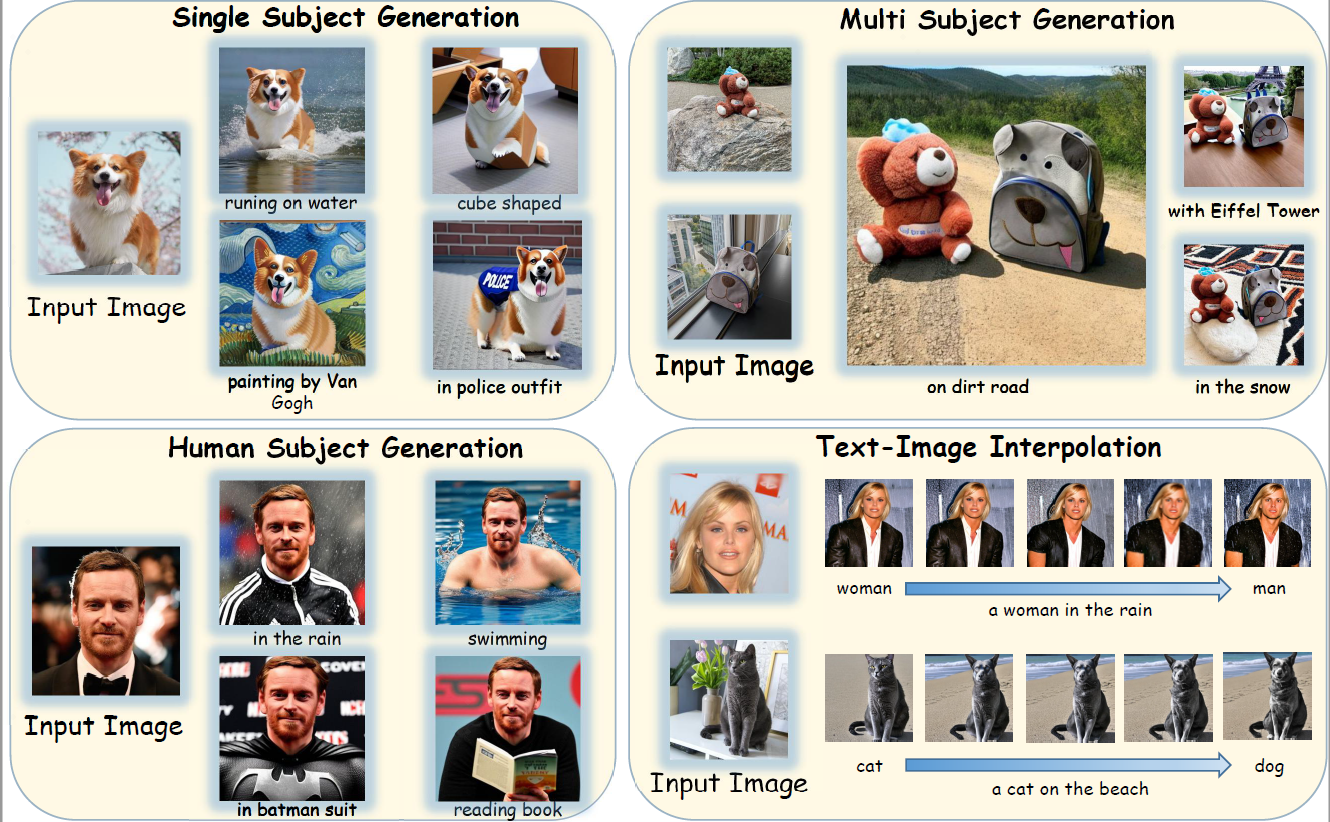 Single Subject Generation
Input Image
runing on water
cube shaped
POLICE
painting by Van
Gogh
in police outfit
Multi Subject Generation
Input Image
on dirt road
with Eiffel Tower
in the snow
Human Subject Generation
Input Image
in the rain
swimming
in batman suit
reading book
Text-Image Interpolation
Input Image
woman
man
a woman in the rain
cat
dog
a cat on the beach